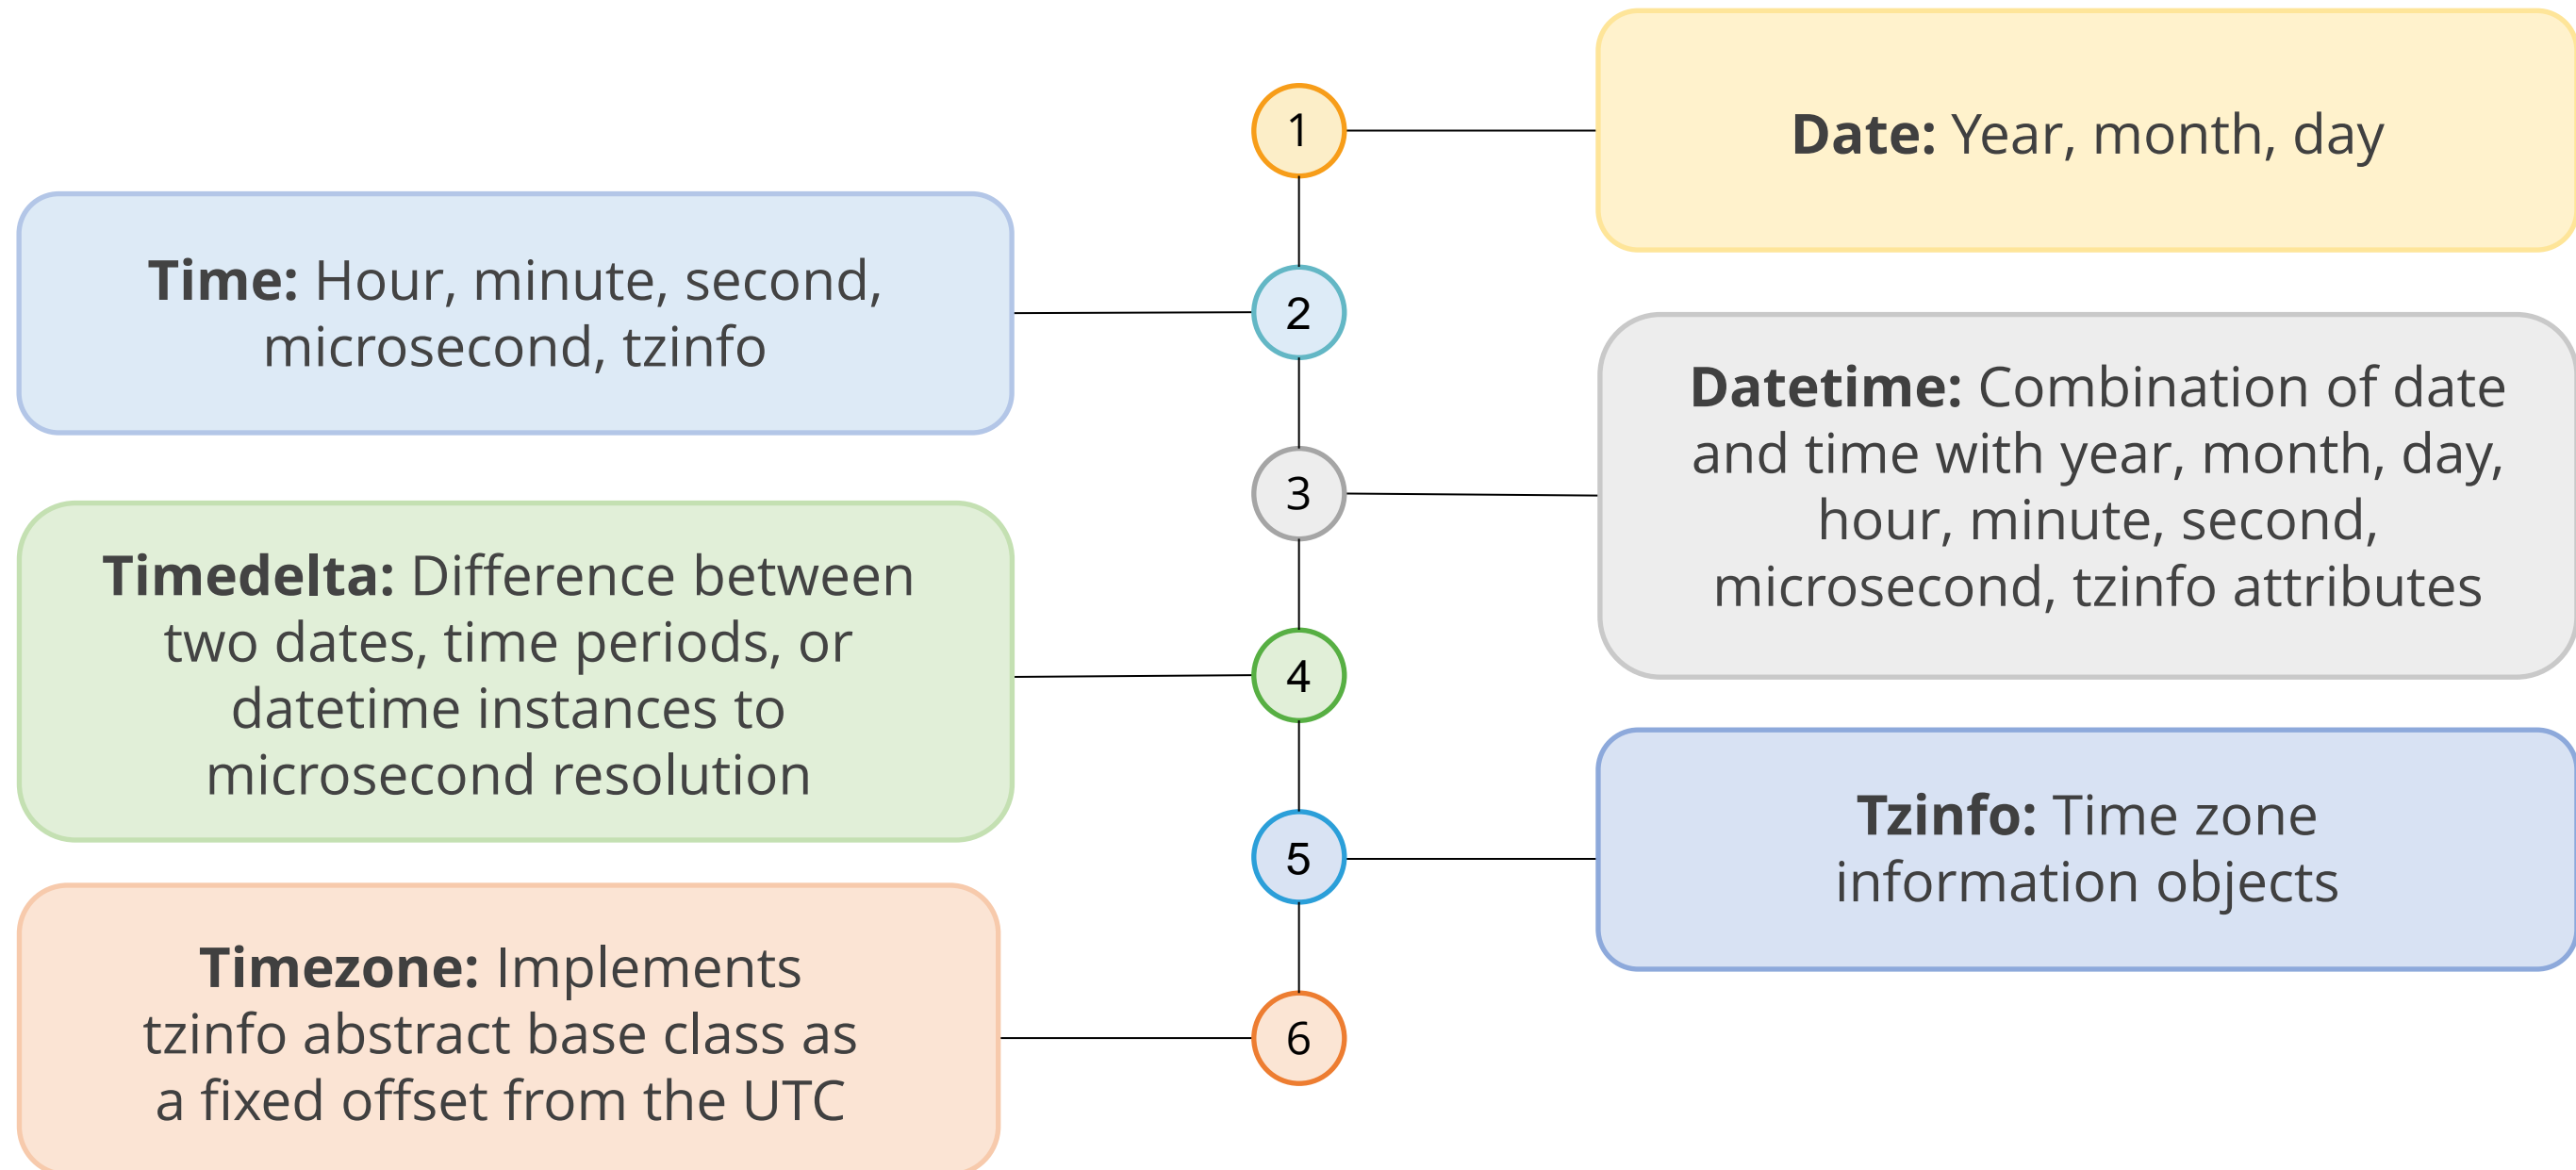 1
Date: Year, month, day
2
Time: Hour, minute, second,
microsecond, tzinfo
3
Datetime: Combination of date
and time with year, month, day,
hour, minute, second,
microsecond, tzinfo attributes
4
Timedelta: Difference between
two dates, time periods, or
datetime instances to
microsecond resolution
5
Tzinfo: Time zone
information objects
6
Timezone: Implements
tzinfo abstract base class as
a fixed offset from the UTC